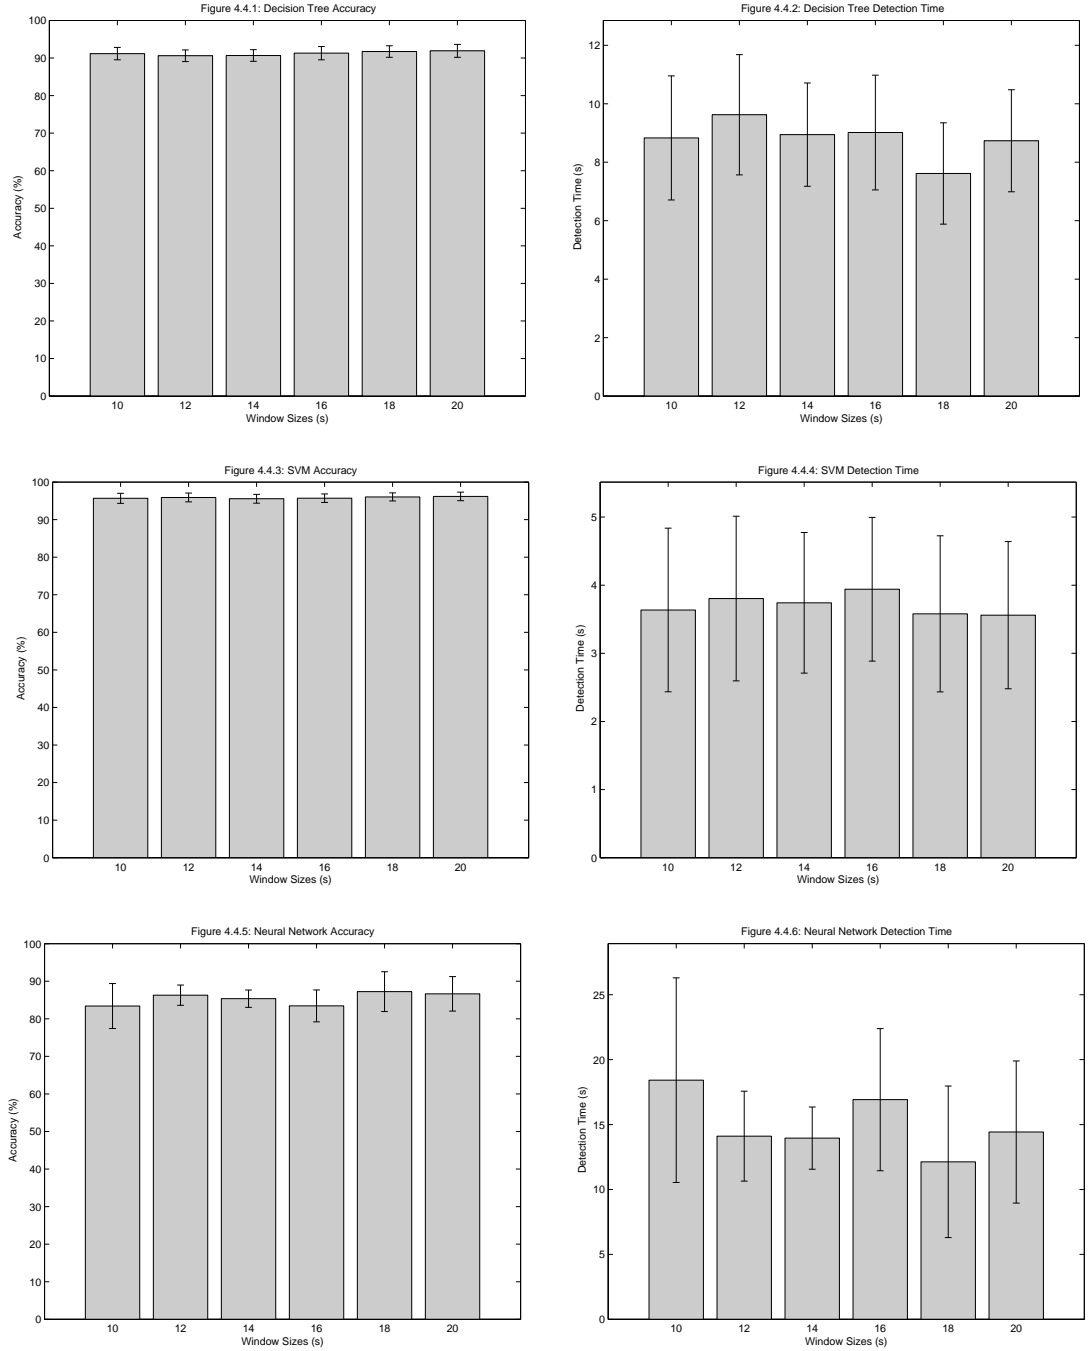 Figure 4.4.1: Decision Tree Accuracy
100
90
80
70
60
50
40
30
20
10
0
Accuracy (%)
10 12 14 16 18 20
Window Sizes (s)
Figure 4.4.2: Decision Tree Detection Time
12
10
8
6
4
2
0
Detection Time (s)
10 12 14 16 18 20
Window Sizes (s)
Figure 4.4.3: SVM Accuracy
100
90
80
70
60
50
40
30
20
10
0
Accuracy (%)
10 12 14 16 18 20
Window Sizes (s)
Figure 4.4.4: SVM Detection Time
5
4
3
2
1
0
Detection Time (s)
10 12 14 16 18 20
Window Sizes (s)
Figure 4.4.5: Neural Network Accuracy
100
90
80
70
60
50
40
30
20
10
0
Accuracy (%)
10 12 14 16 18 20
Window Sizes (s)
Figure 4.4.6: Neural Network Detection Time
25
20
15
10
5
0
Detection Time (s)
10 12 14 16 18 20
Window Sizes (s)